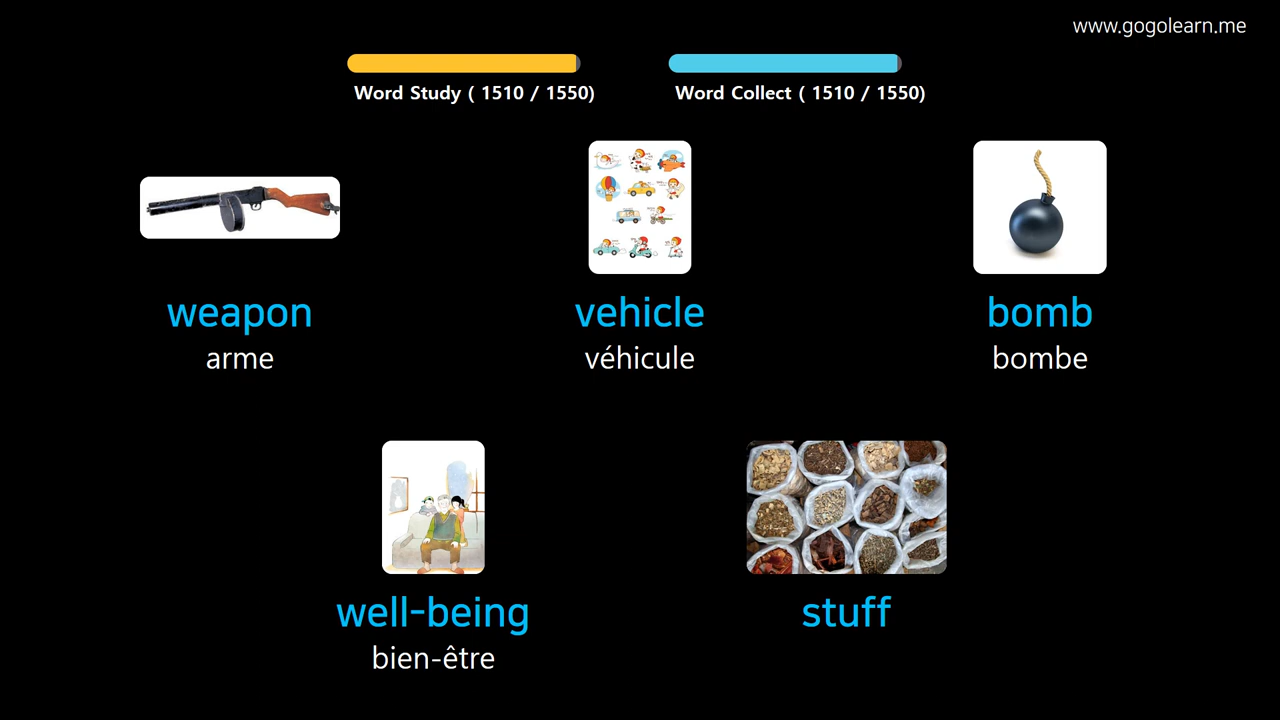 www.gogolearn.me
Word Study ( 1510 / 1550)
Word Collect ( 1510 / 1550)
weapon
arme
vehicle
véhicule
bomb
bombe
well-being
bien-être
stuff